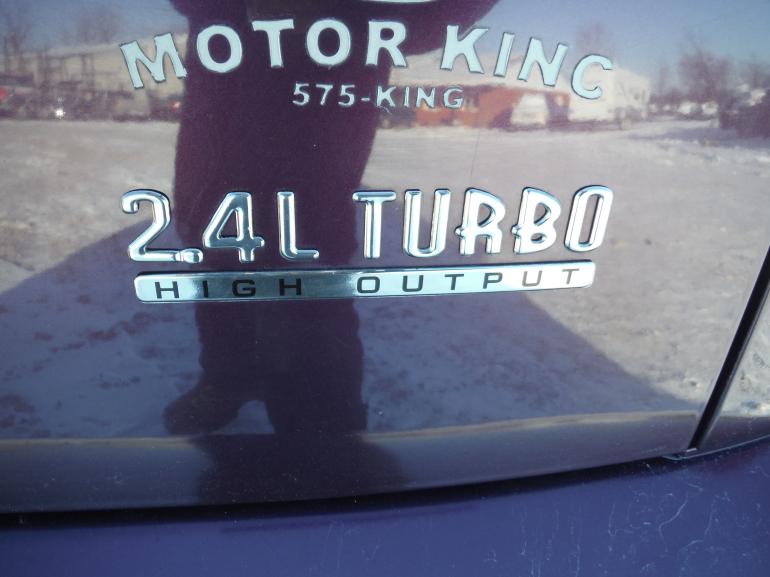 MOTOR KING
575-KING
2.4L TURBO
HIGH OUTPUT